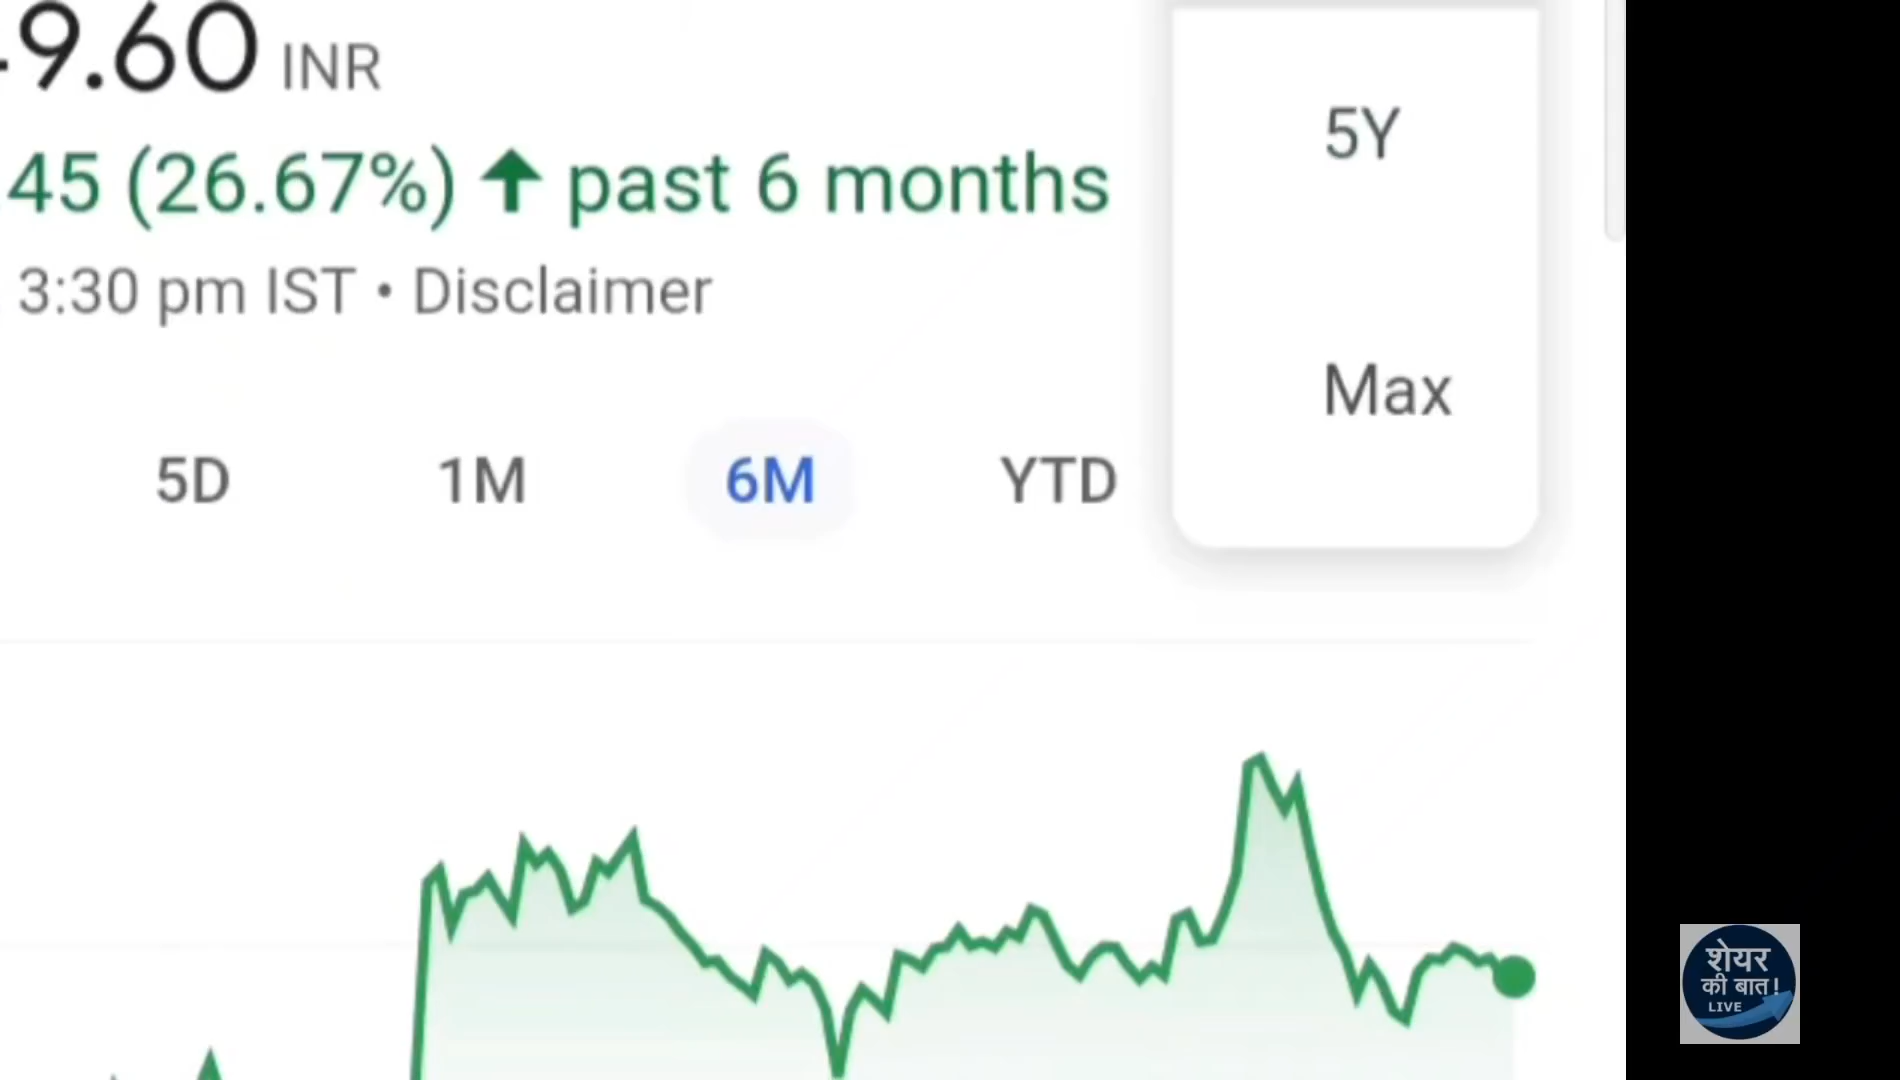 9.60 INR
45 (26.67%) ↑ past 6 months
3:30 pm IST • Disclaimer
5D 1M 6M YTD
5Y
Max
शेयर
की बात!
LIVE